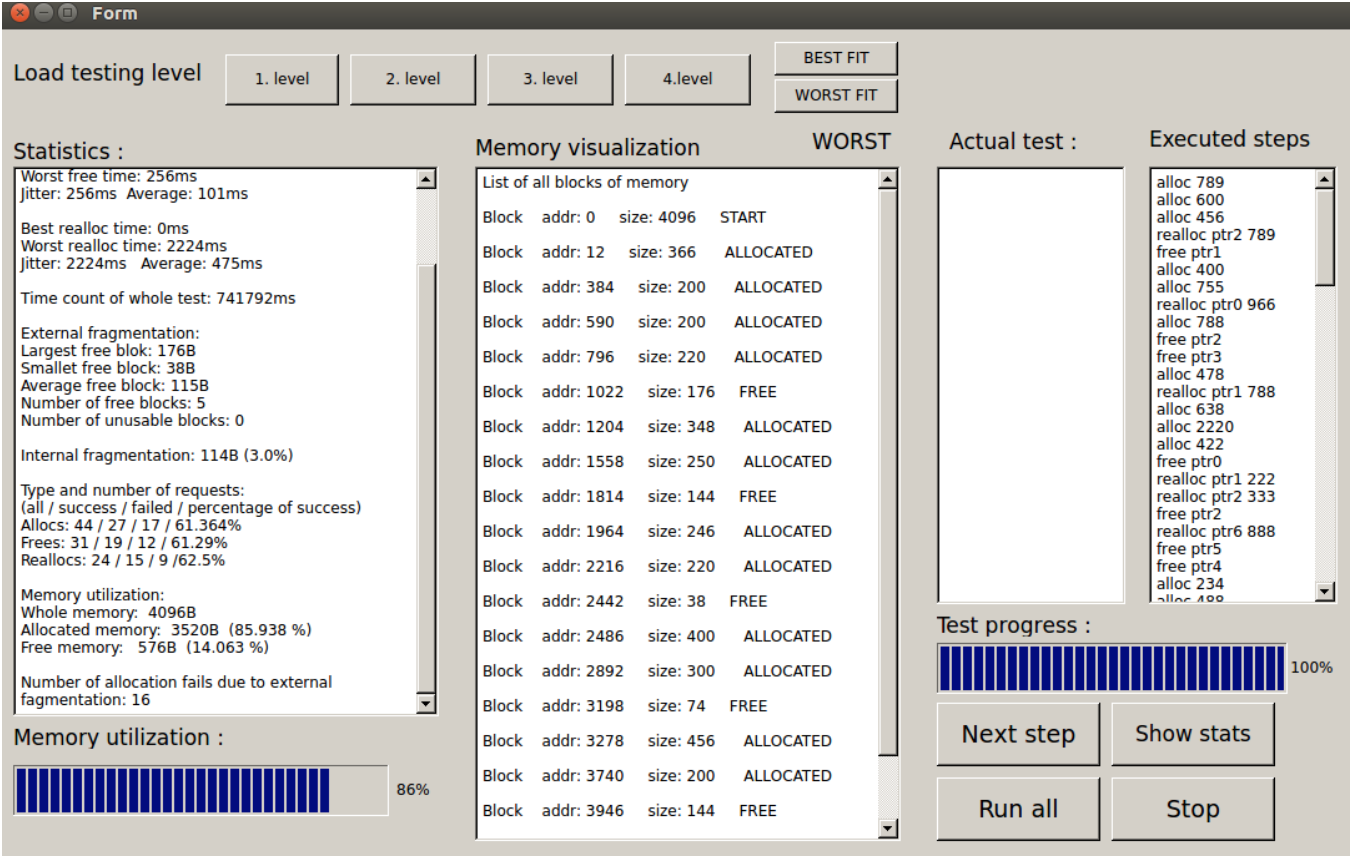 Form
Load testing level
1. level
2. level
3. level
4.level
BEST FIT
WORST FIT
Statistics :
Worst free time: 256ms
Jitter: 256ms  Average: 101ms
Best realloc time: 0ms
Worst realloc time: 2224ms
Jitter: 2224ms   Average: 475ms
Time count of whole test: 741792ms
External fragmentation:
Largest free blok: 176B
Smallet free block: 38B
Average free block: 115B
Number of free blocks: 5
Number of unusable blocks: 0
Internal fragmentation: 114B (3.0%)
Type and number of requests:
(all / success / failed / percentage of success)
Allocs: 44 / 27 / 17 / 61.364%
Frees: 31 / 19 / 12 / 61.29%
Reallocs: 24 / 15 / 9 /62.5%
Memory utilization:
Whole memory:  4096B
Allocated memory:  3520B  (85.938 %)
Free memory:   576B  (14.063 %)
Number of allocation fails due to external
fagmentation: 16
Memory utilization :
86%
Memory visualization
WORST
List of all blocks of memory
Block addr: 0 size: 4096 START
Block addr: 12 size: 366 ALLOCATED
Block addr: 384 size: 200 ALLOCATED
Block addr: 590 size: 200 ALLOCATED
Block addr: 796 size: 220 ALLOCATED
Block addr: 1022 size: 176 FREE
Block addr: 1204 size: 348 ALLOCATED
Block addr: 1558 size: 250 ALLOCATED
Block addr: 1814 size: 144 FREE
Block addr: 1964 size: 246 ALLOCATED
Block addr: 2216 size: 220 ALLOCATED
Block addr: 2442 size: 38 FREE
Block addr: 2486 size: 400 ALLOCATED
Block addr: 2892 size: 300 ALLOCATED
Block addr: 3198 size: 74 FREE
Block addr: 3278 size: 456 ALLOCATED
Block addr: 3740 size: 200 ALLOCATED
Block addr: 3946 size: 144 FREE
Actual test :
Executed steps
alloc 789
alloc 600
alloc 456
realloc ptr2 789
free ptr1
alloc 400
alloc 755
realloc ptr0 966
alloc 788
free ptr2
free ptr3
alloc 478
realloc ptr1 788
alloc 638
alloc 2220
alloc 422
free ptr0
realloc ptr1 222
realloc ptr2 333
free ptr2
realloc ptr6 888
free ptr5
free ptr4
alloc 234
alloc 488
Test progress :
100%
Next step
Show stats
Run all
Stop